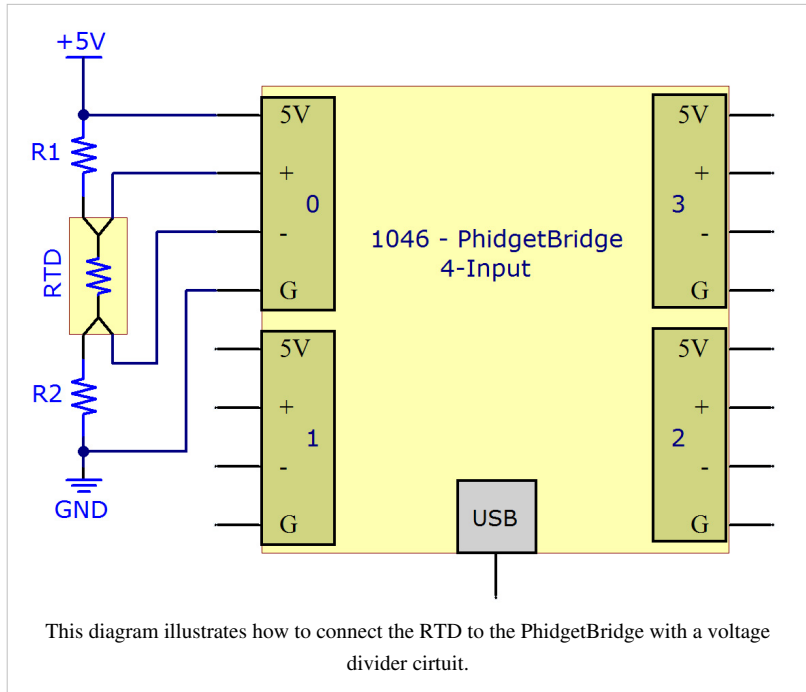 +5V
R1
RTD
R2
GND
5V
+
0
-
G
5V
+
1
-
G
1046 - PhidgetBridge
4-Input
5V
+
3
-
G
5V
+
2
-
G
USB
This diagram illustrates how to connect the RTD to the PhidgetBridge with a voltage
divider cirtuit.